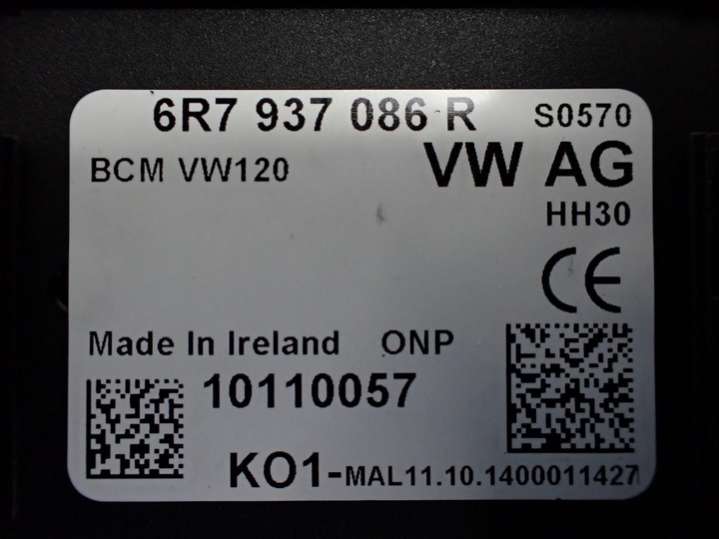 6R7 937 086 R S0570
BCM VW120 VW AG
HH30
CE
Made In Ireland ONP
10110057
KO1-MAL11.10.1400011427